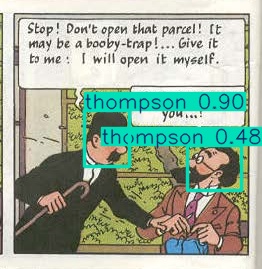 Stop! Don't open that parcel! It
may be a booby-trap!... Give it
to me: I will open it myself.
thompson 0.90
you...!
thompson 0.48